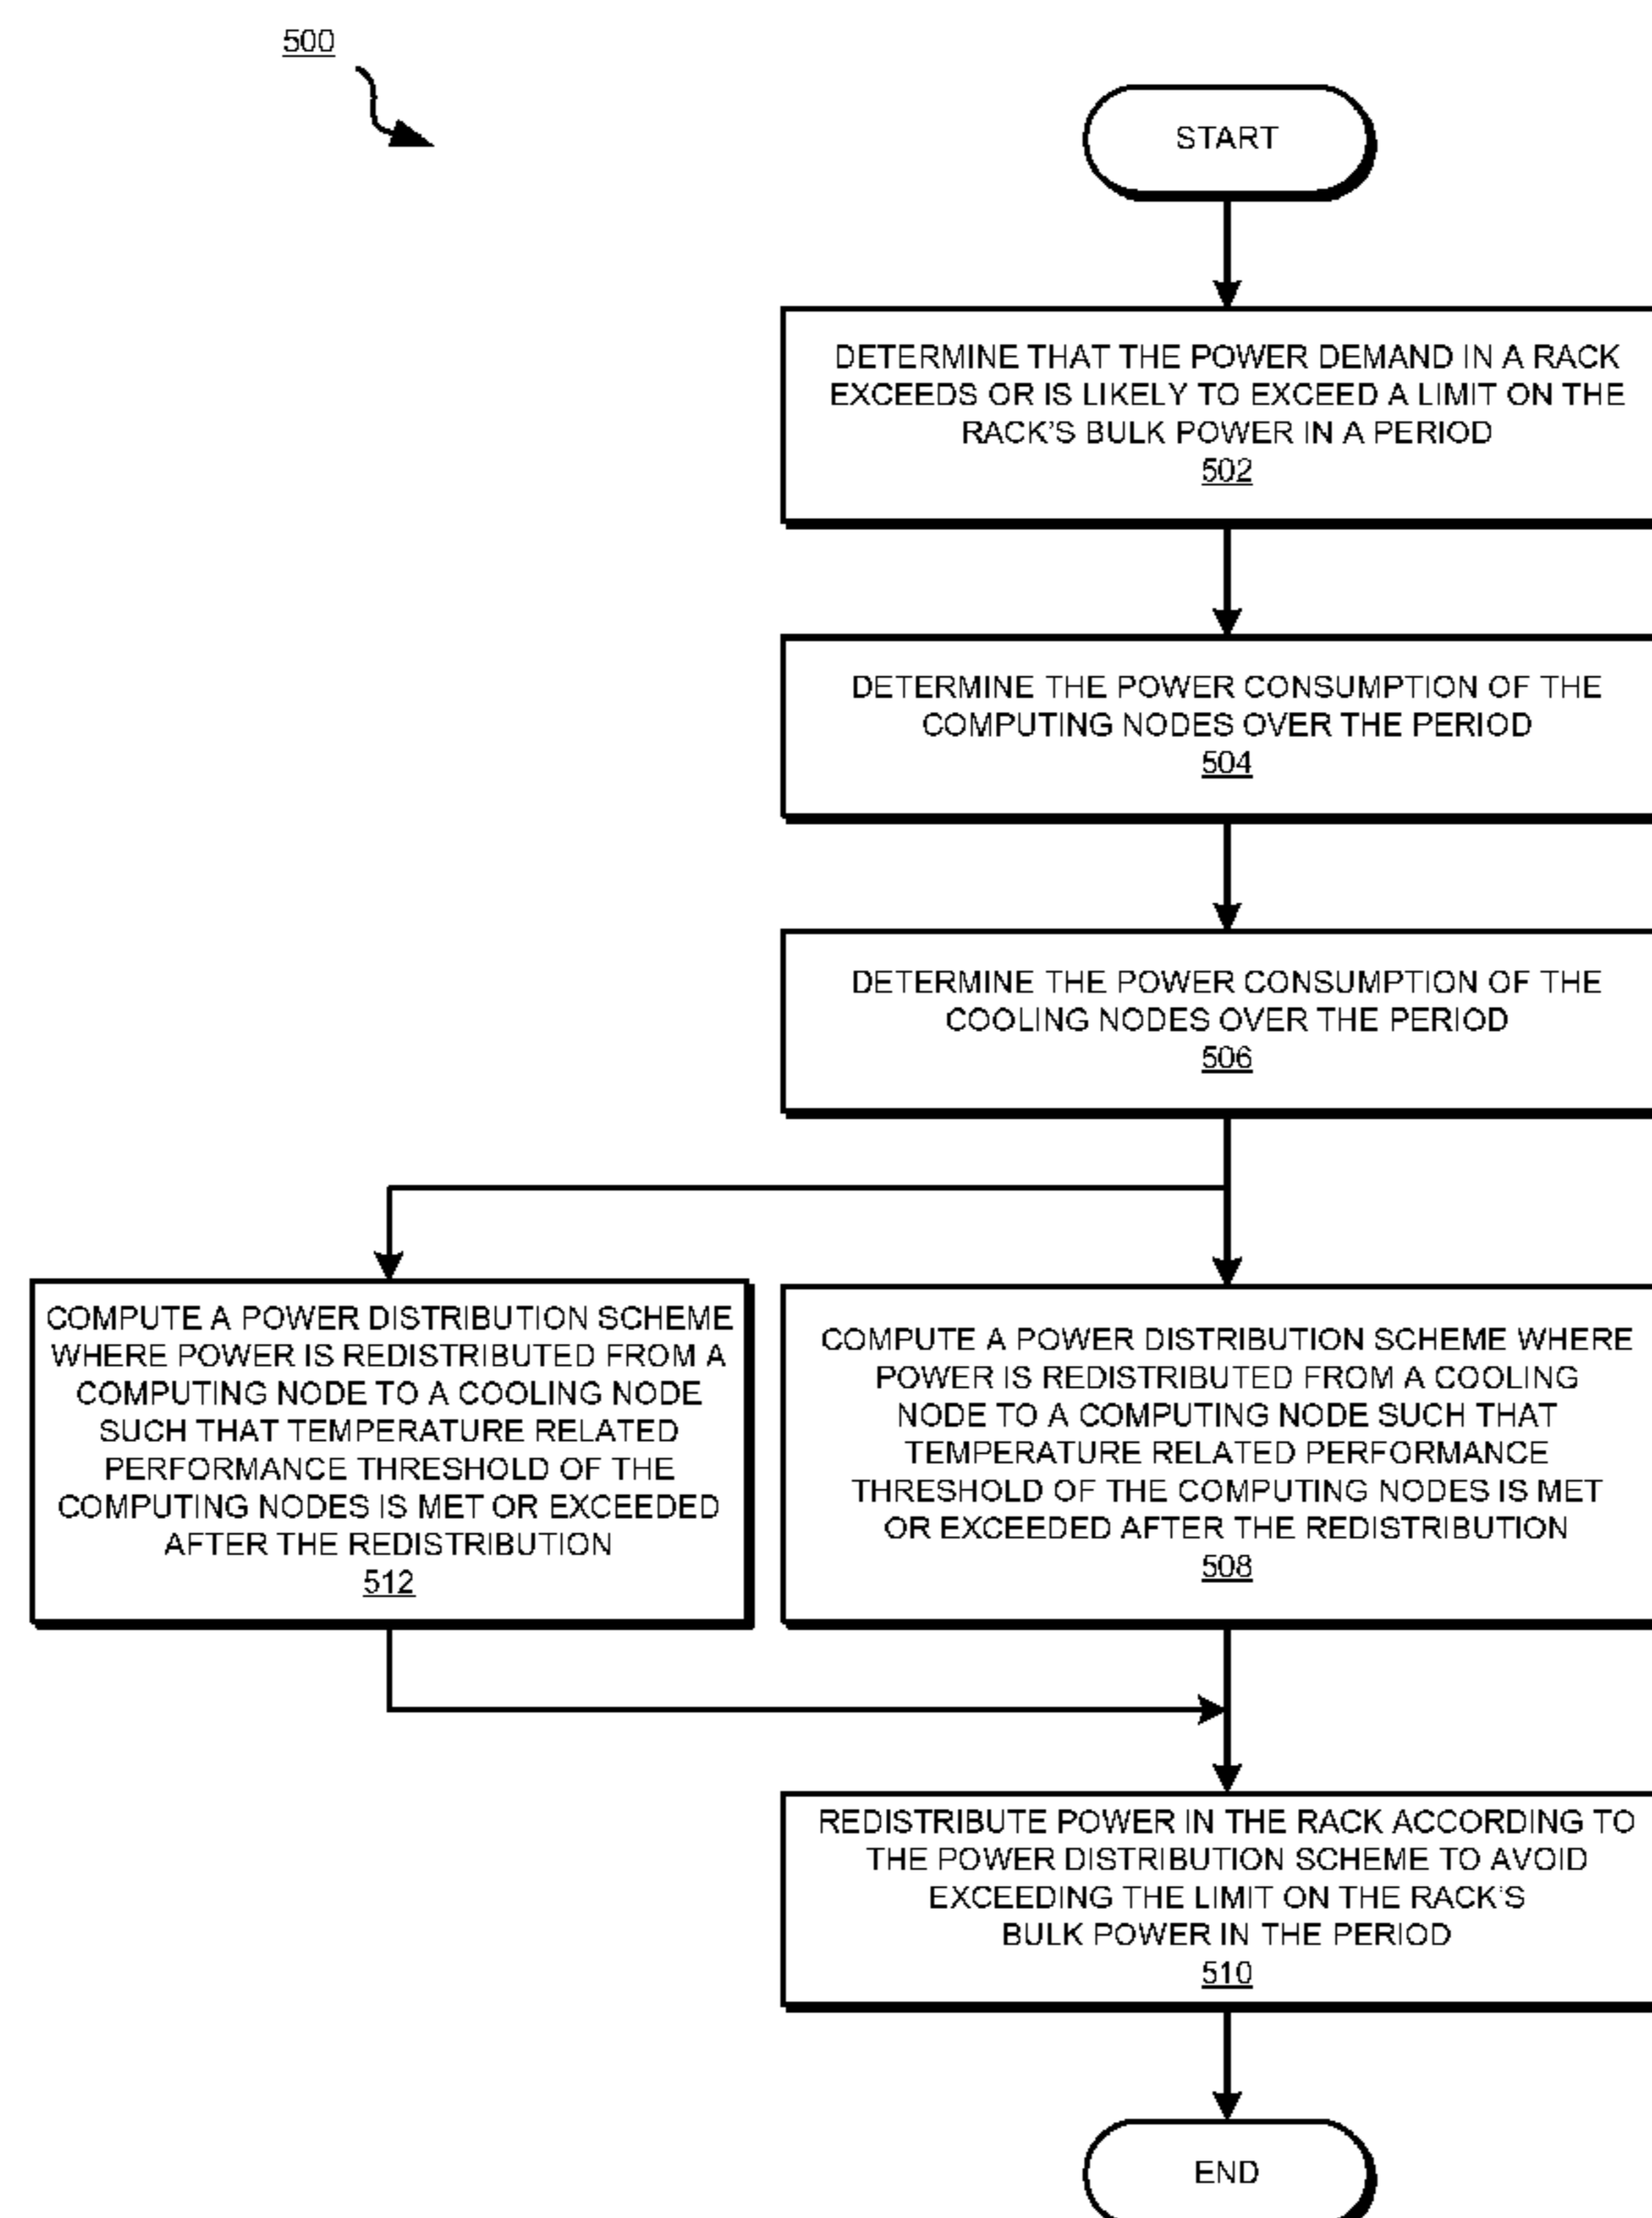 500
START
DETERMINE THAT THE POWER DEMAND IN A RACK
EXCEEDS OR IS LIKELY TO EXCEED A LIMIT ON THE
RACK'S BULK POWER IN A PERIOD
502
DETERMINE THE POWER CONSUMPTION OF THE
COMPUTING NODES OVER THE PERIOD
504
DETERMINE THE POWER CONSUMPTION OF THE
COOLING NODES OVER THE PERIOD
506
COMPUTE A POWER DISTRIBUTION SCHEME
WHERE POWER IS REDISTRIBUTED FROM A
COMPUTING NODE TO A COOLING NODE
SUCH THAT TEMPERATURE RELATED
PERFORMANCE THRESHOLD OF THE
COMPUTING NODES IS MET OR EXCEEDED
AFTER THE REDISTRIBUTION
512
COMPUTE A POWER DISTRIBUTION SCHEME WHERE
POWER IS REDISTRIBUTED FROM A COOLING
NODE TO A COMPUTING NODE SUCH THAT
TEMPERATURE RELATED PERFORMANCE
THRESHOLD OF THE COMPUTING NODES IS MET
OR EXCEEDED AFTER THE REDISTRIBUTION
508
REDISTRIBUTE POWER IN THE RACK ACCORDING TO
THE POWER DISTRIBUTION SCHEME TO AVOID
EXCEEDING THE LIMIT ON THE RACK'S
BULK POWER IN THE PERIOD
510
END